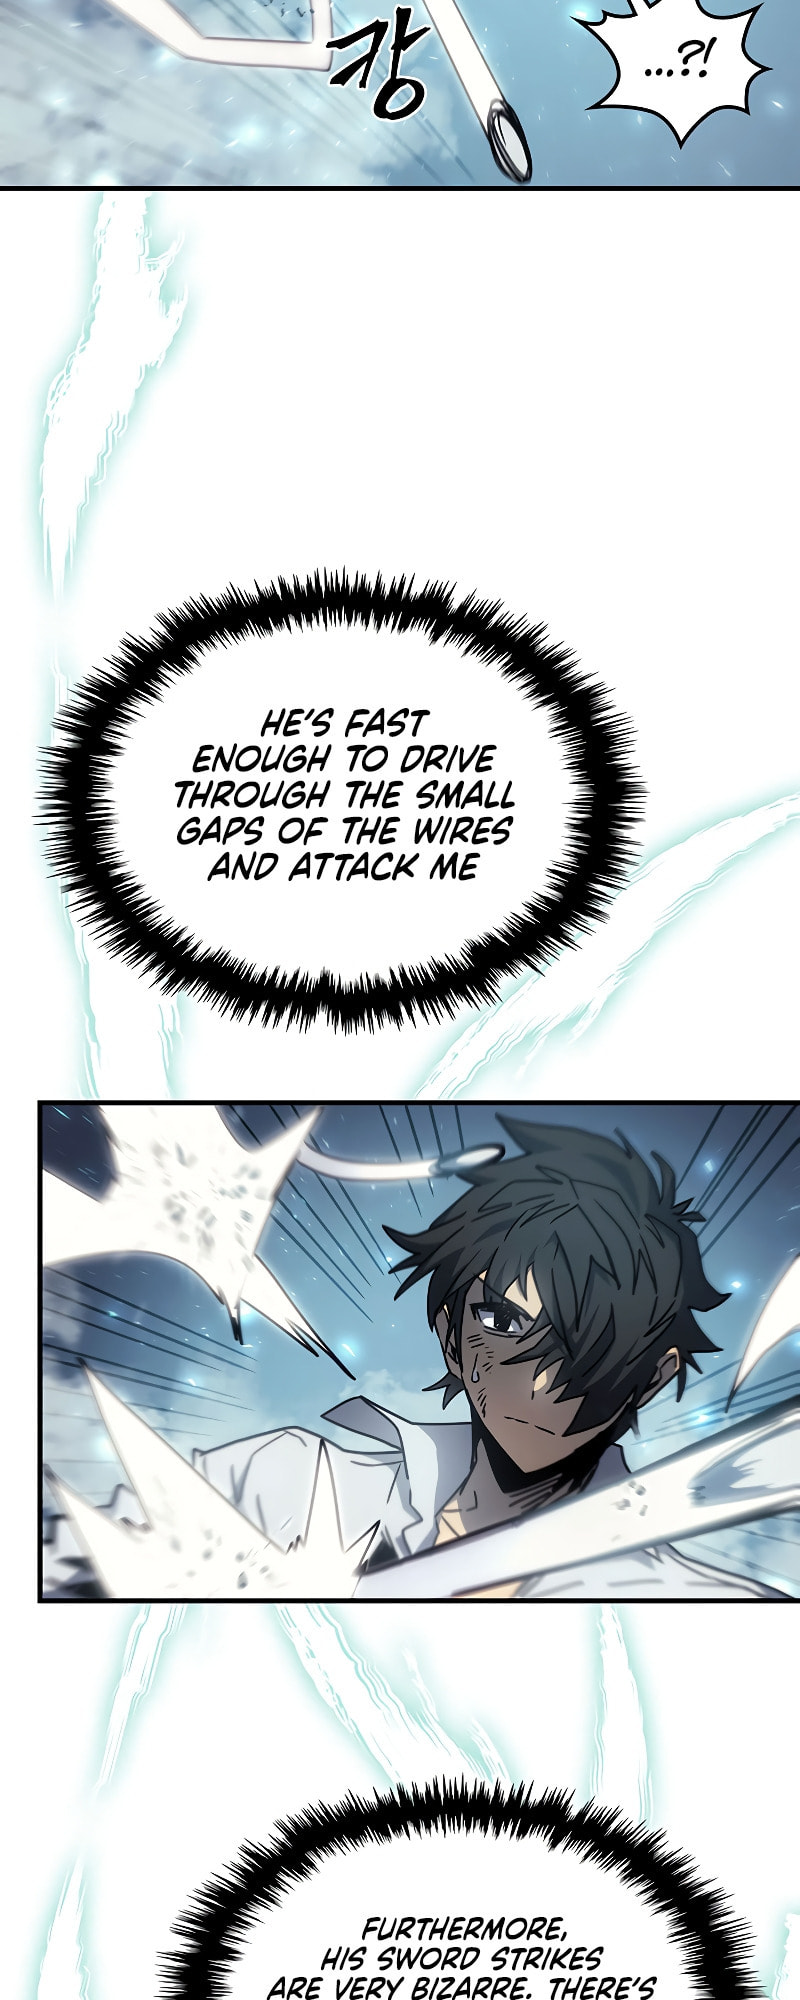 ...?!
캉
HE'S FAST
ENOUGH TO DRIVE
THROUGH THE SMALL
GAPS OF THE WIRES
AND ATTACK ME
FURTHERMORE,
HIS SWORD STRIKES
ARE VERY BIZARRE. THERE'S